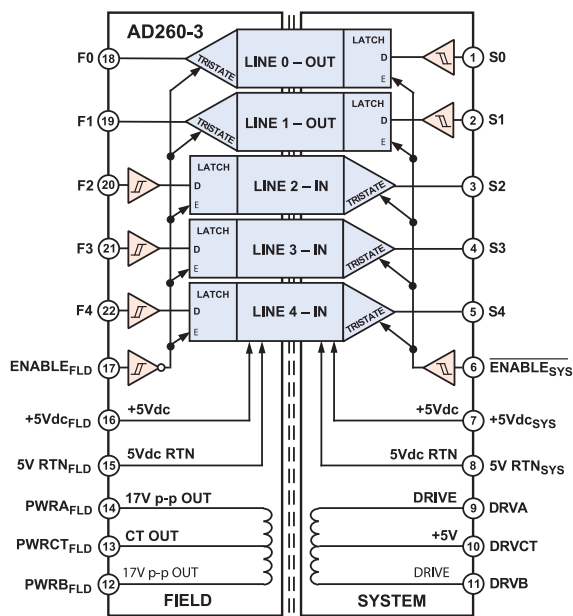 AD260-3
F0 18 TRISTATE LINE 0 – OUT LATCH D E 1 S0
F1 19 TRISTATE LINE 1 – OUT LATCH D E 2 S1
F2 20 LATCH D E LINE 2 – IN TRISTATE 3 S2
F3 21 LATCH D E LINE 3 – IN TRISTATE 4 S3
F4 22 LATCH D E LINE 4 – IN TRISTATE 5 S4
ENABLEFLD 17 6 ENABLESYS
+5VdcFLD 16 +5Vdc +5Vdc 7 +5VdcSYS
5V RTNFLD 15 5Vdc RTN 5Vdc RTN 8 5V RTNSYS
PWRAFLD 14 17V p-p OUT DRIVE 9 DRVA
PWRCTFLD 13 CT OUT +5V 10 DRVCT
PWRBFLD 12 17V p-p OUT DRIVE 11 DRVB
FIELD SYSTEM